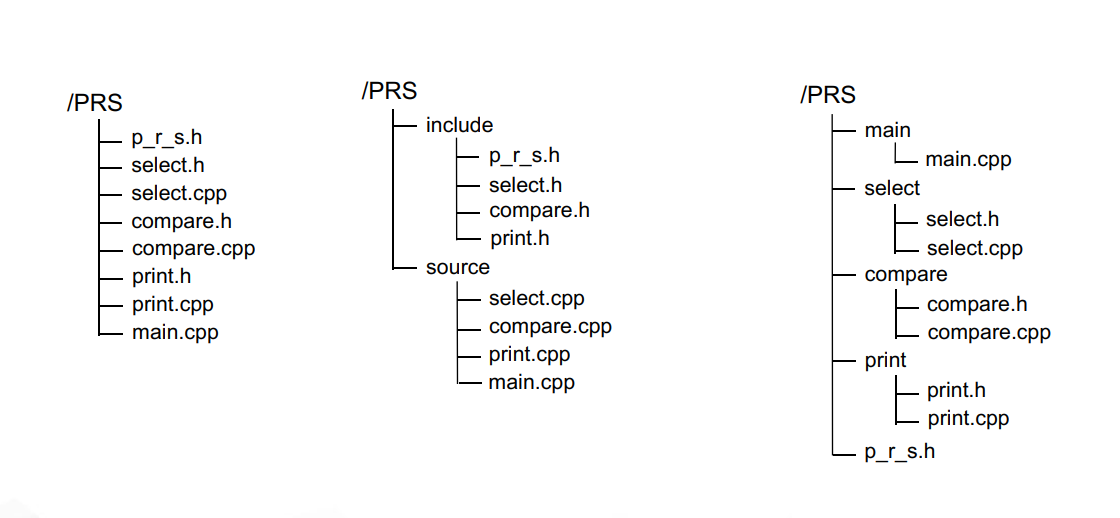 /PRS
p_r_s.h
select.h
select.cpp
compare.h
compare.cpp
print.h
print.cpp
main.cpp
/PRS
include
p_r_s.h
select.h
compare.h
print.h
source
select.cpp
compare.cpp
print.cpp
main.cpp
/PRS
main
main.cpp
select
select.h
select.cpp
compare
compare.h
compare.cpp
print
print.h
print.cpp
p_r_s.h